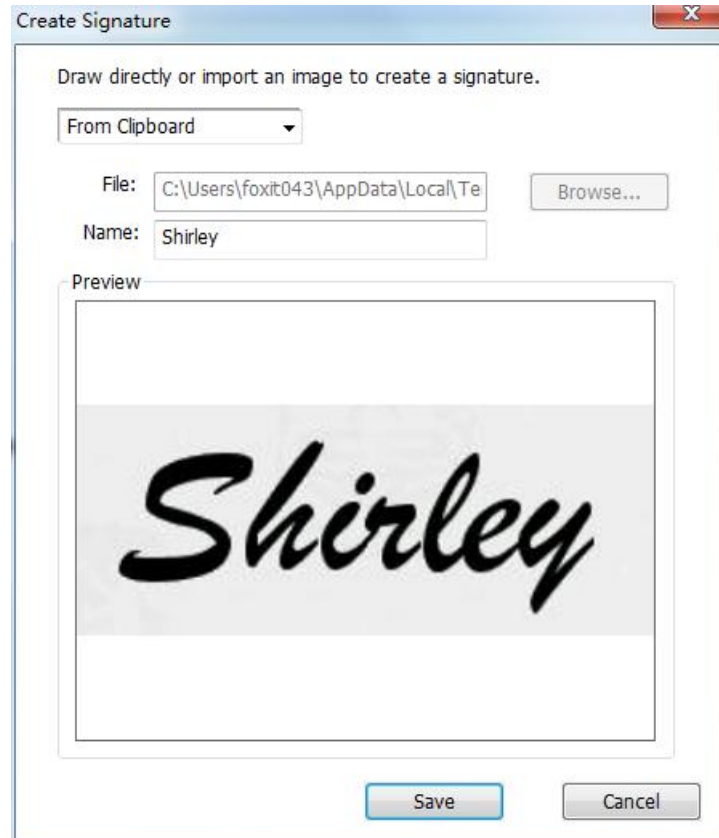 Create Signature
x
Draw directly or import an image to create a signature.
From Clipboard
File: C:\Users\foxit043\AppData\Local\Te Browse...
Name: Shirley
Preview
Shirley
Save Cancel